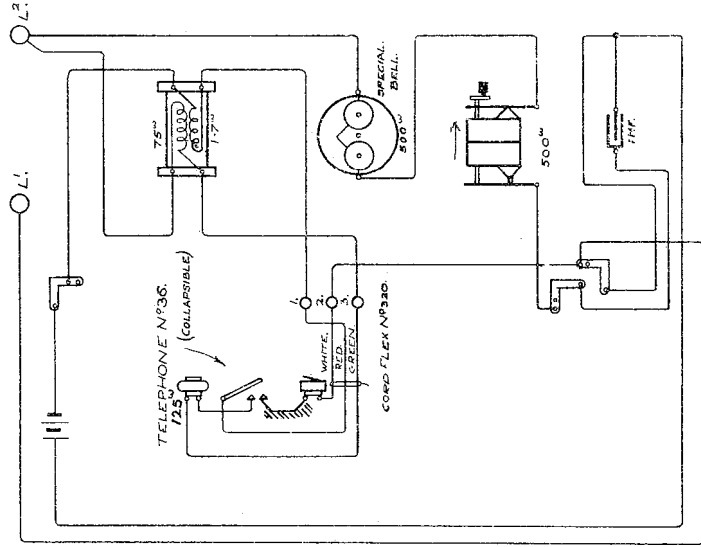 L!
L².
75ω
1·7ω
SPECIAL.
BELL.
500ω
500ω
1MF.
TELEPHONE Nº36.
(COLLAPSIBLE)
125ω
1.
2.
3.
WHITE.
RED.
GREEN.
CORD FLEX Nº320.